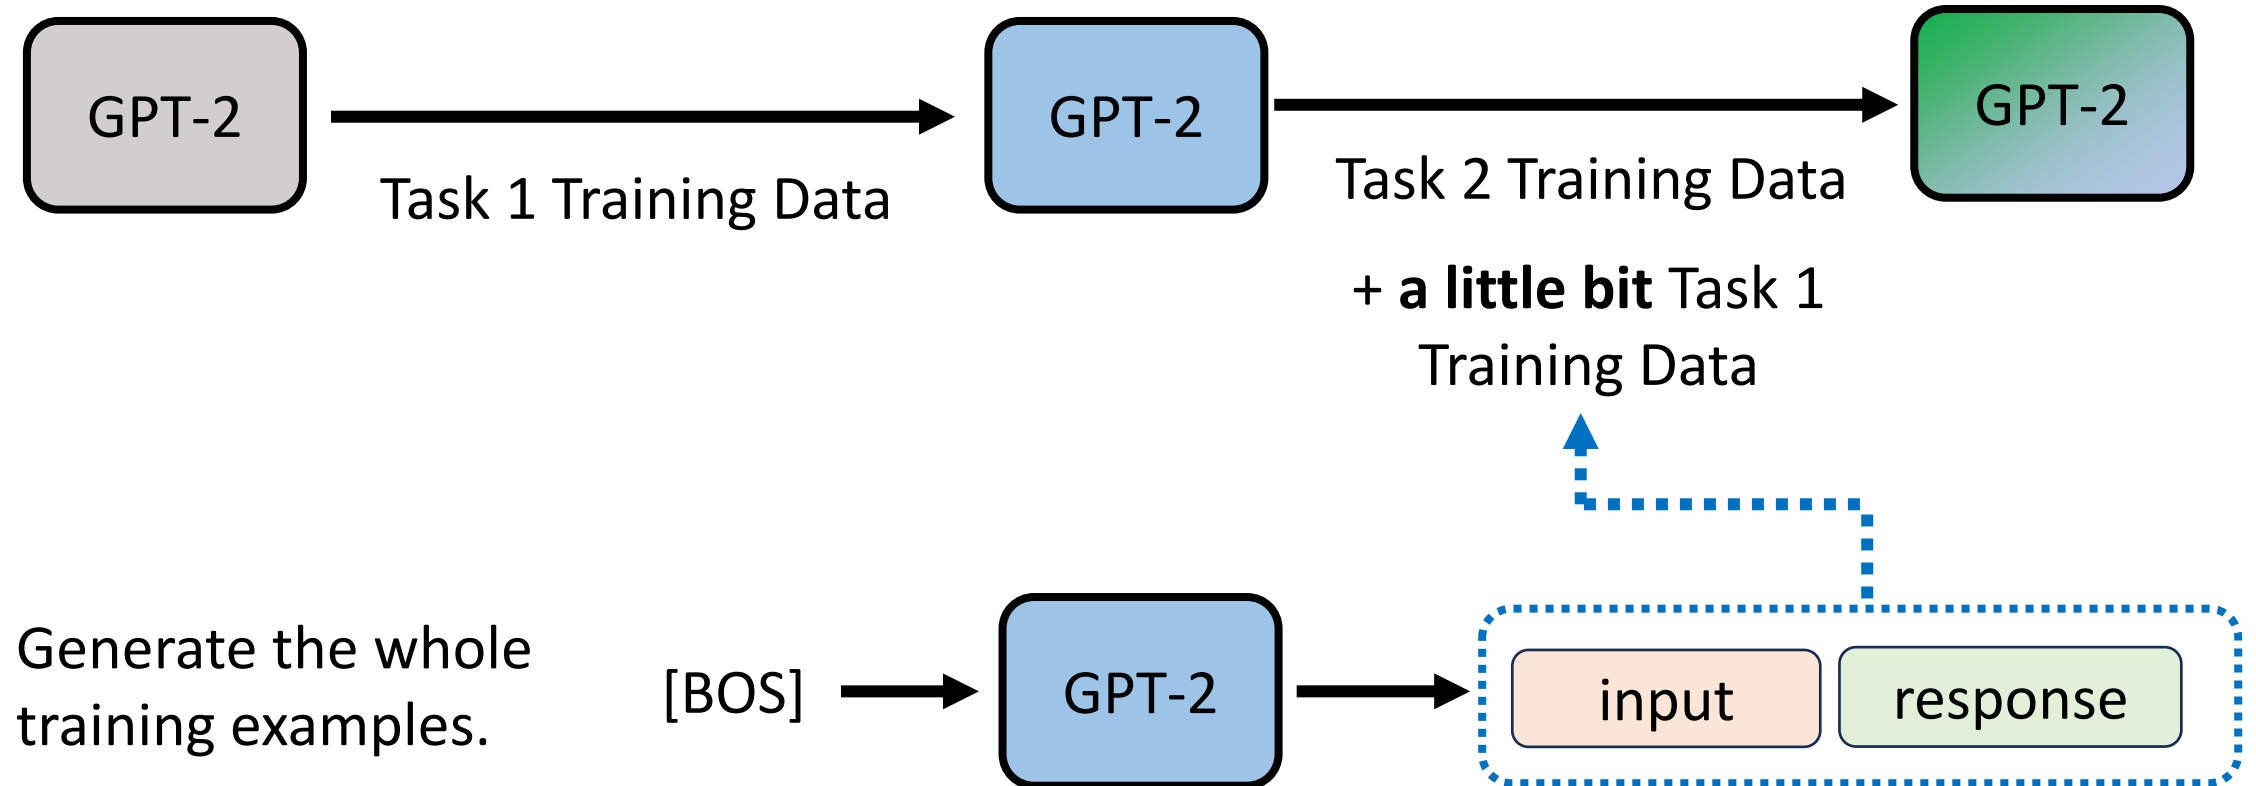 GPT-2
GPT-2
GPT-2
Task 1 Training Data
Task 2 Training Data
+ a little bit Task 1
Training Data
Generate the whole
training examples.
[BOS]
GPT-2
input
response